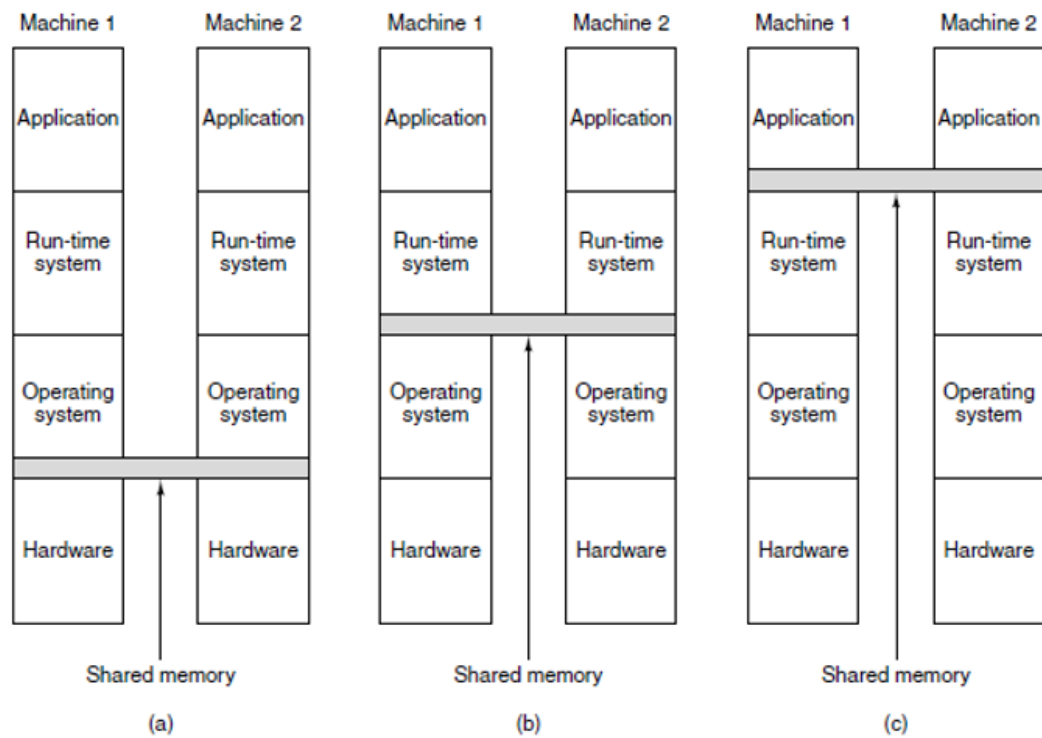 Machine 1
Machine 2
Machine 1
Machine 2
Machine 1
Machine 2
Application
Application
Application
Application
Application
Application
Run-time
system
Run-time
system
Run-time
system
Run-time
system
Run-time
system
Run-time
system
Operating
system
Operating
system
Operating
system
Operating
system
Operating
system
Operating
system
Hardware
Hardware
Hardware
Hardware
Hardware
Hardware
Shared memory
Shared memory
Shared memory
(a)
(b)
(c)